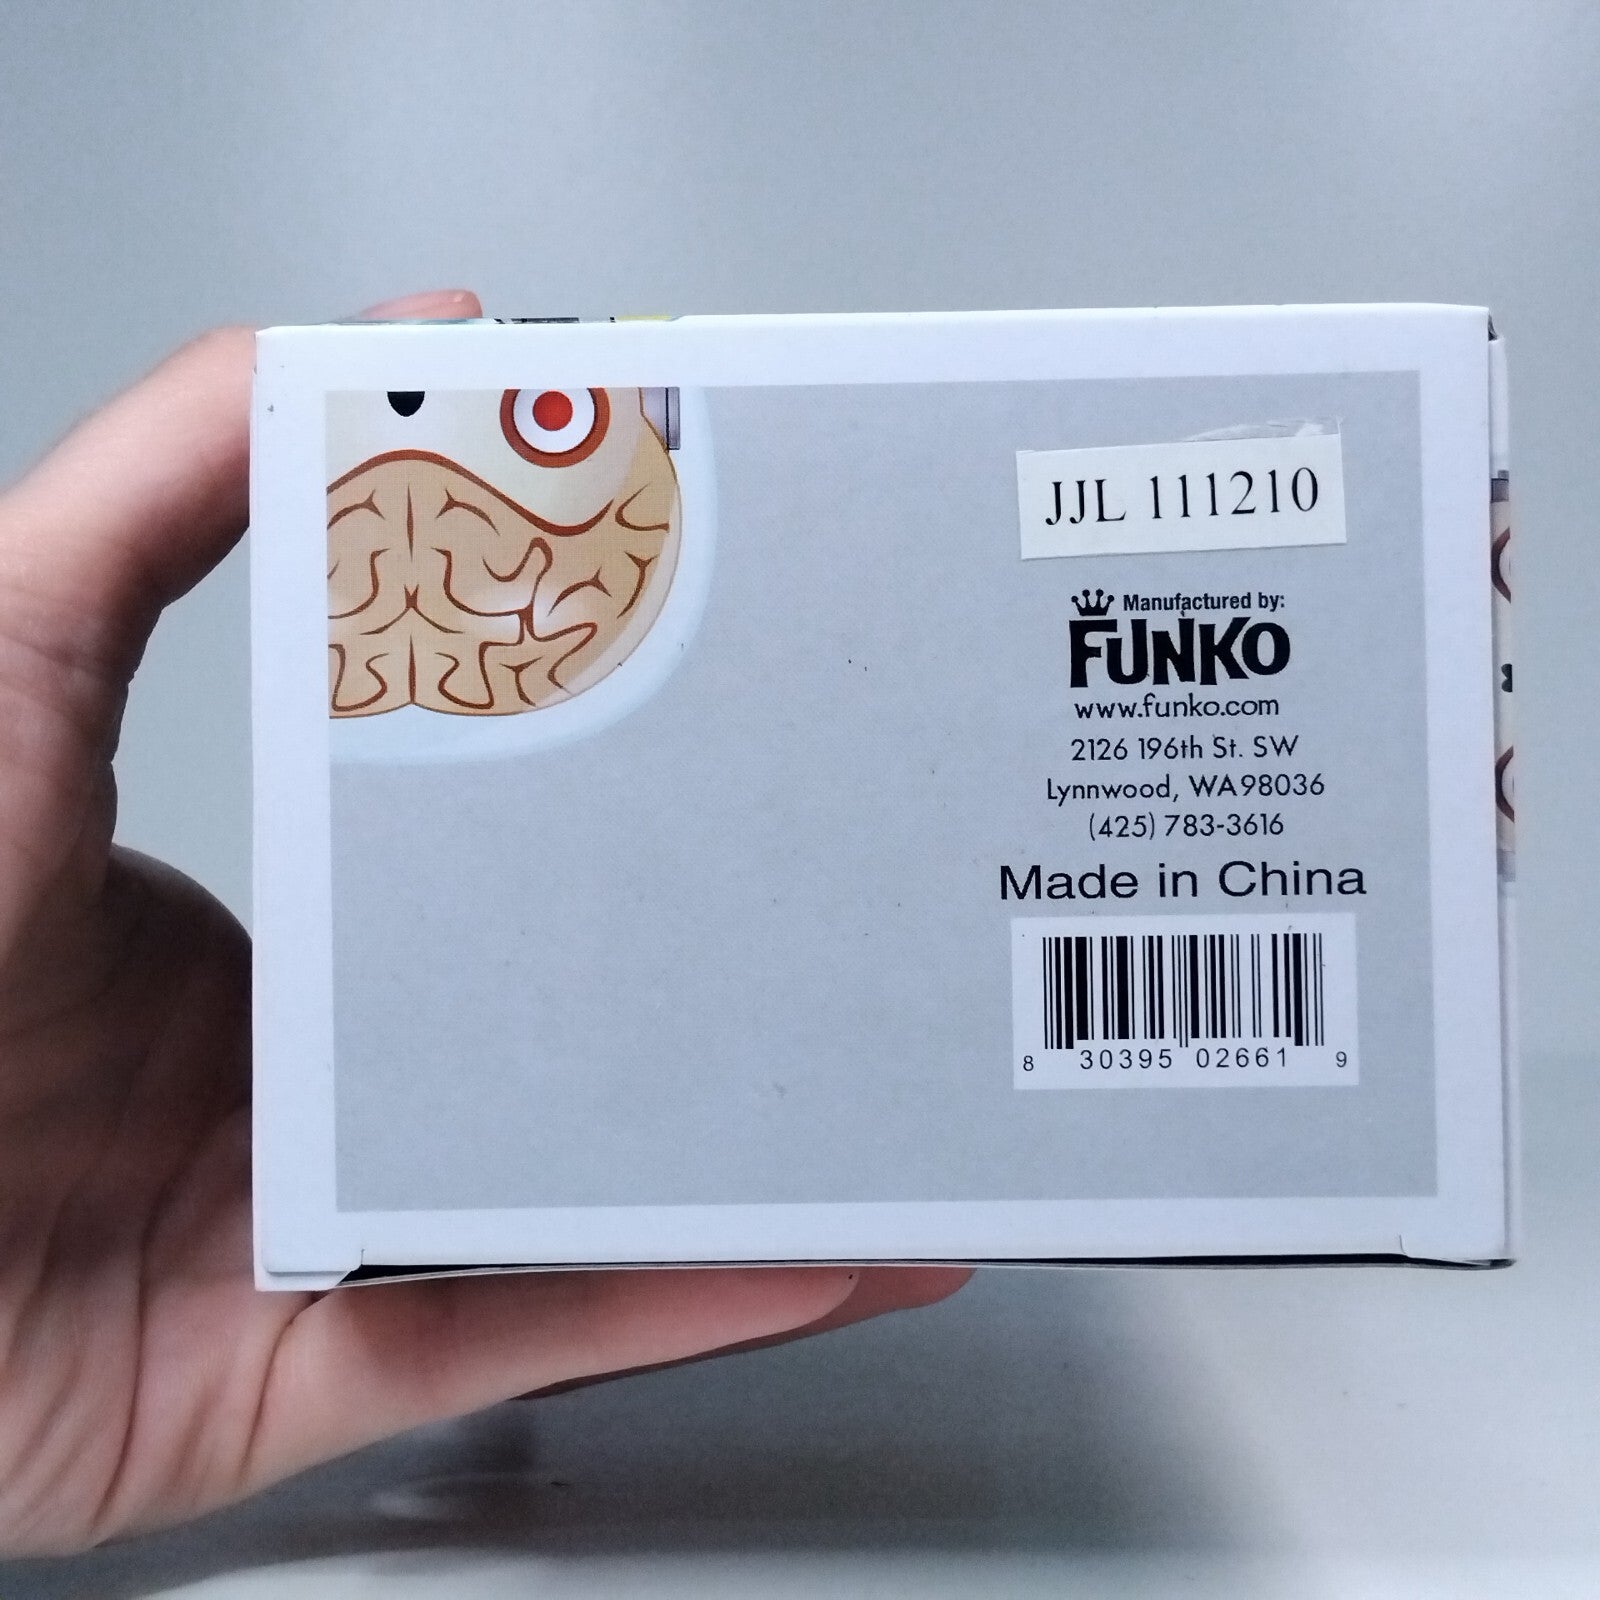 JJL 111210
Manufactured by:
FUNKO
www.funko.com
2126 196th St. SW
Lynnwood, WA98036
(425) 783-3616
Made in China
8 30395 02661 9